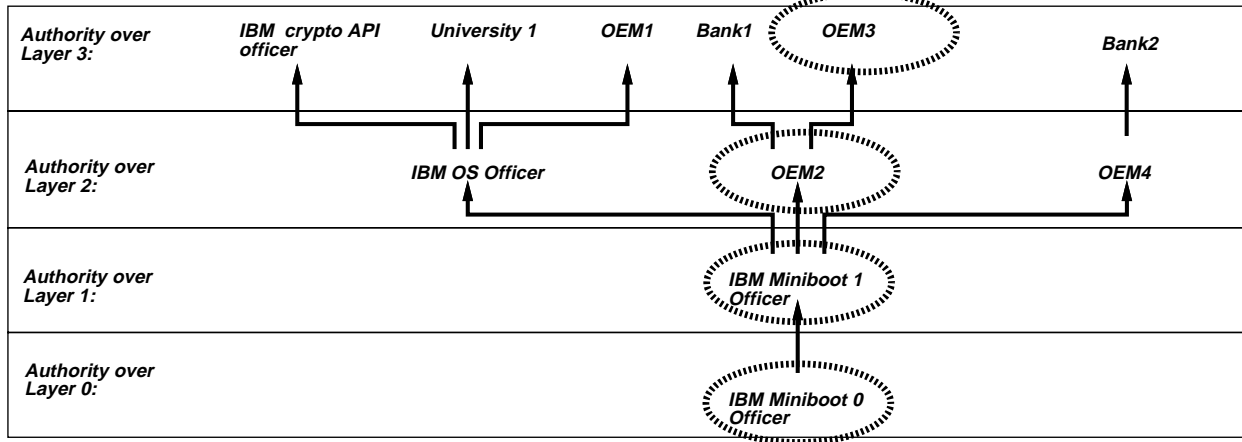 Authority over
Layer 3:
IBM crypto API
officer
University 1
OEM1
Bank1
OEM3
Bank2
Authority over
Layer 2:
IBM OS Officer
OEM2
OEM4
Authority over
Layer 1:
IBM Miniboot 1
Officer
Authority over
Layer 0:
IBM Miniboot 0
Officer